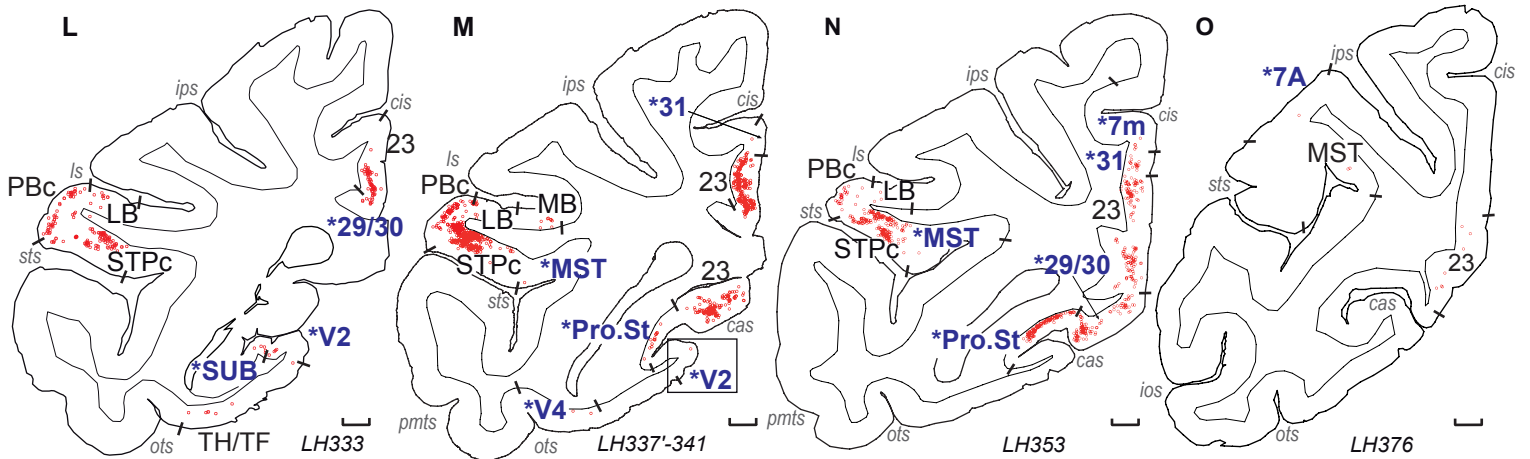 L
ips
cis
23
ls
PBc
LB
*29/30
sts
STPc
*V2
*SUB
TH/TF
ots
LH333
M
ips
*31
cis
ls
PBc
LB
MB
23
STPc
*MST
sts
23
*Pro.St
cas
*V2
*V4
pmts
ots
LH337'-341
N
ips
cis
*7m
ls
*31
PBc
LB
sts
23
*MST
STPc
*29/30
*Pro.St
cas
pmts
ots
LH353
O
ips
*7A
cis
MST
sts
23
cas
ios
ots
LH376